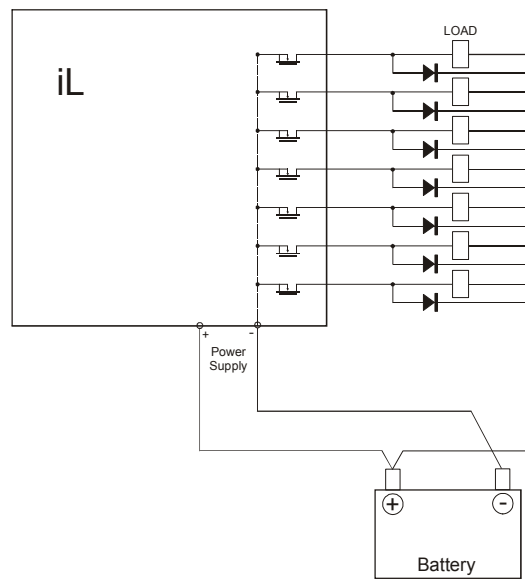 LOAD
iL
+
-
Power
Supply
+
-
Battery